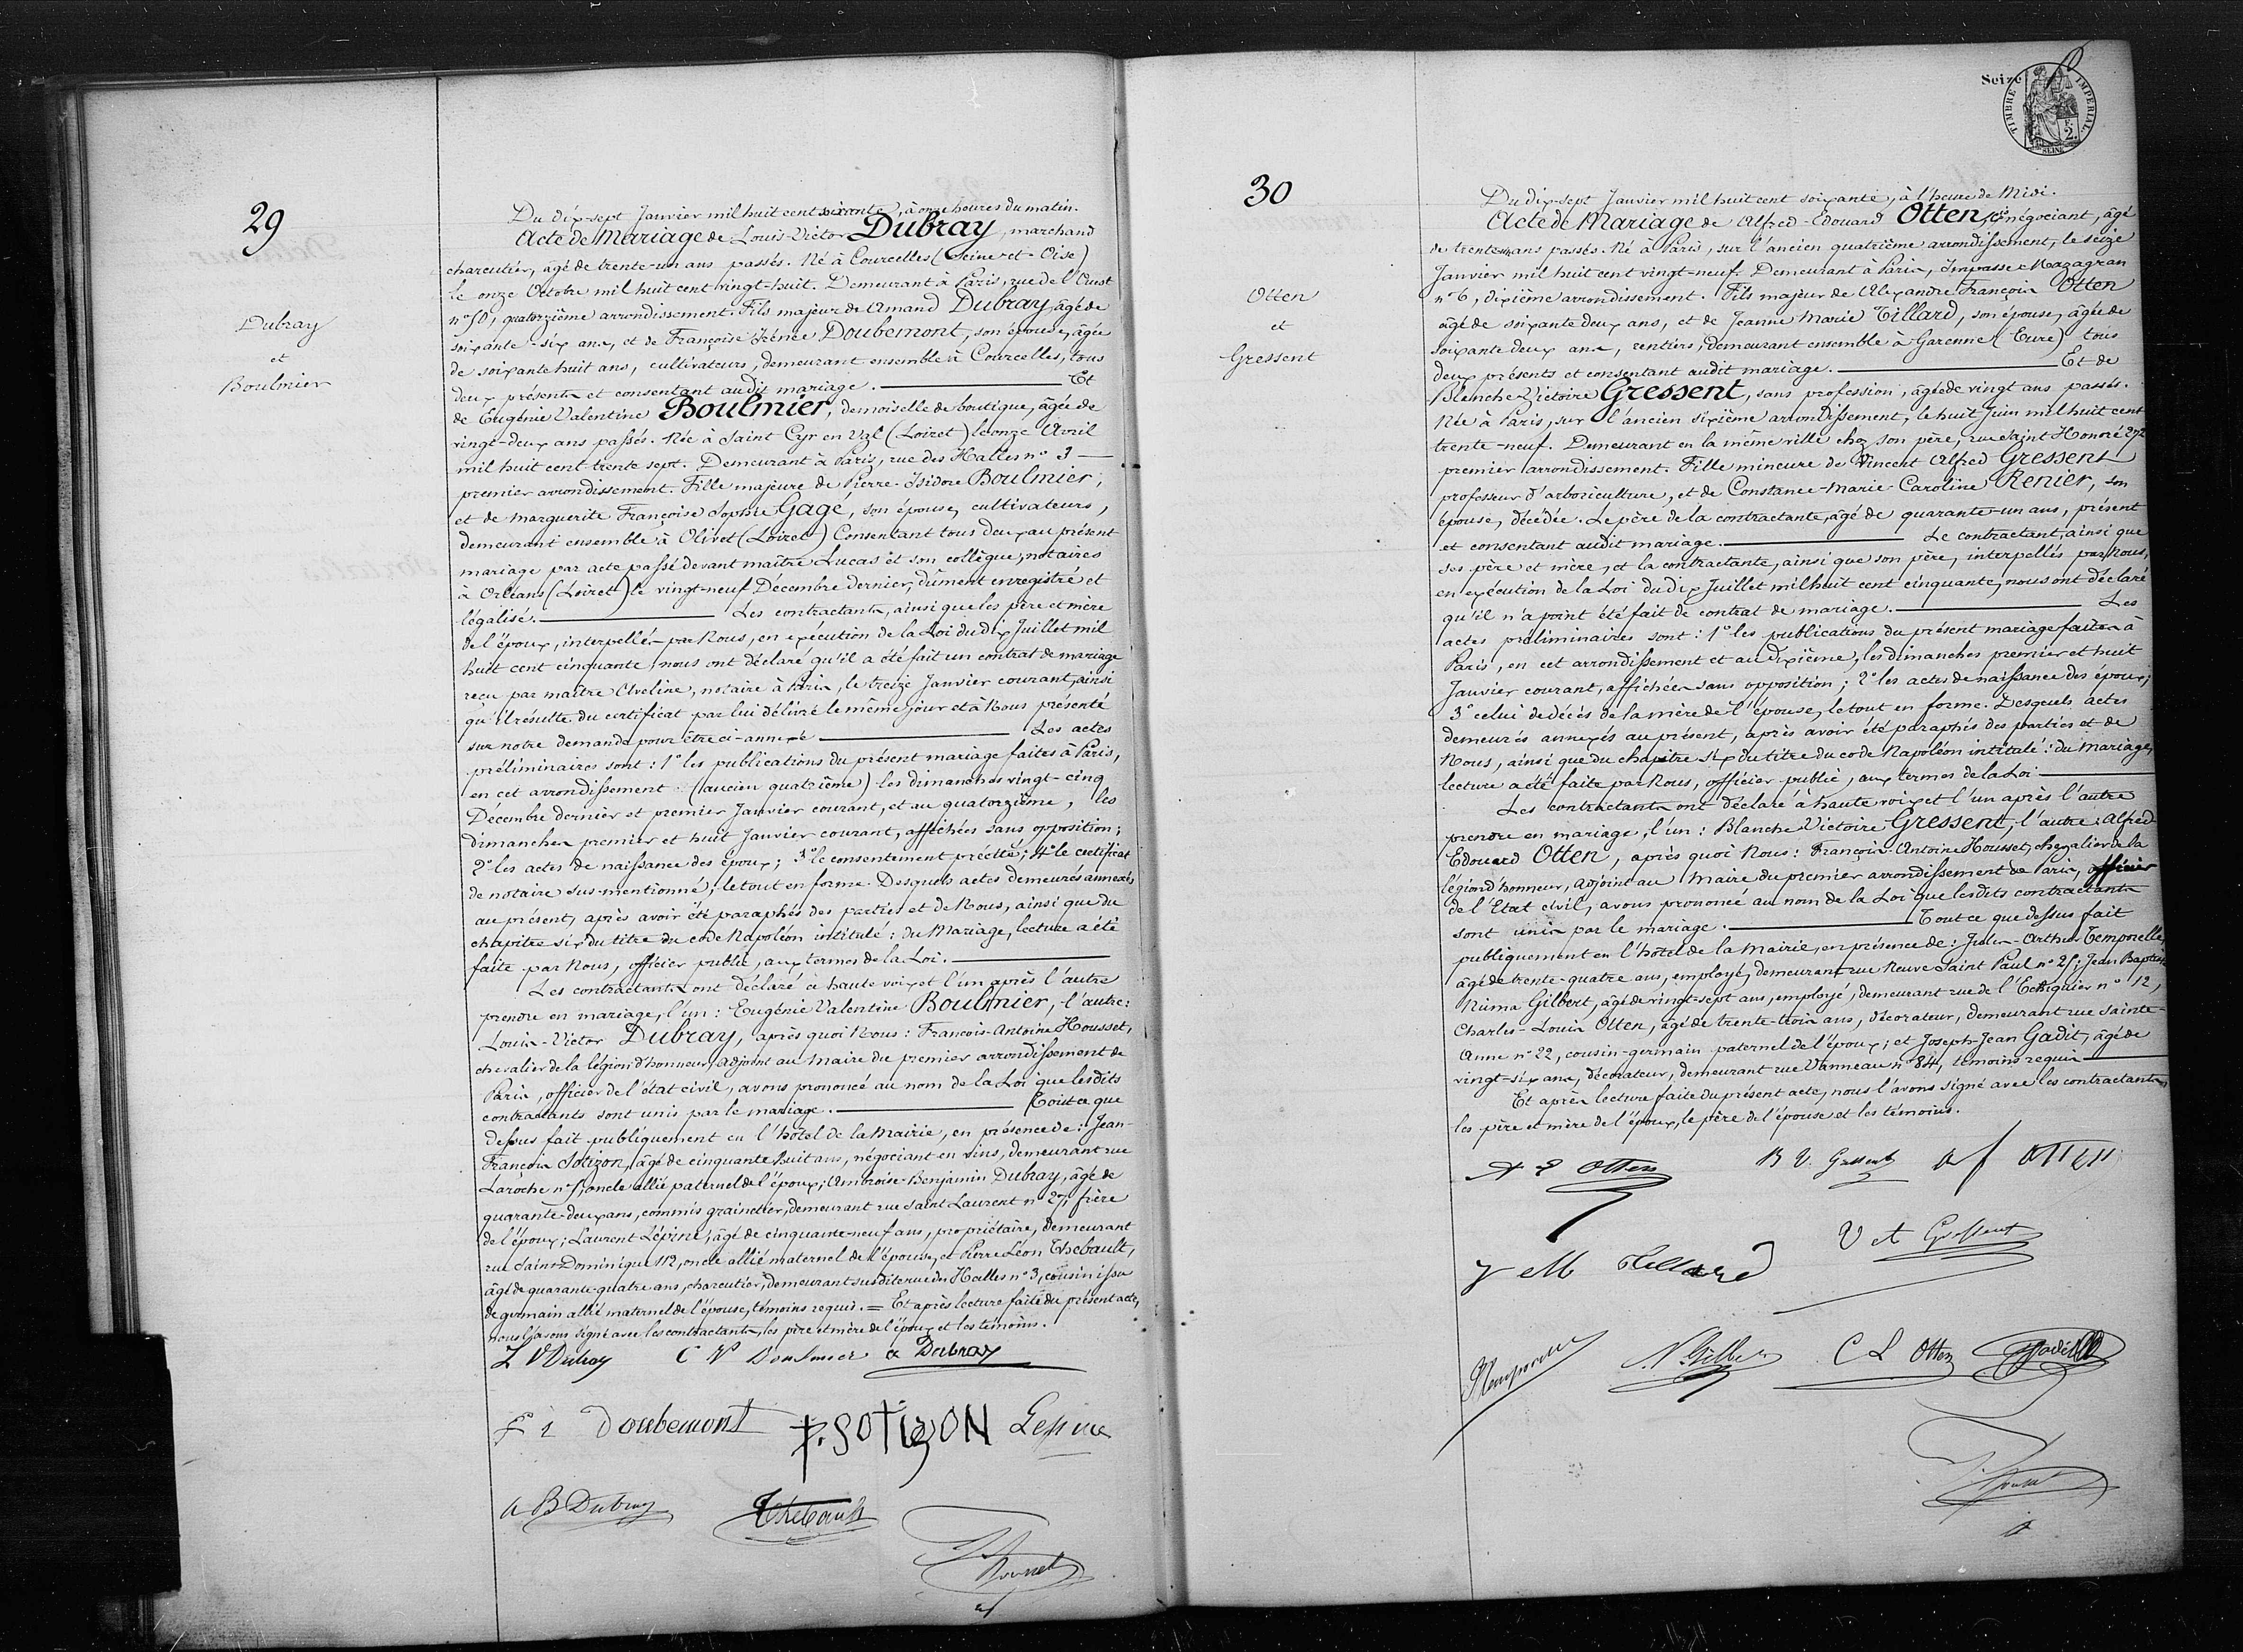 29
Dubray
et
Boulmier
Du dix-sept Janvier mil huit cent soixante, à onze heures du matin.
Acte de Mariage de Louis-Victor Dubray, marchand
charcutier, âgé de trente-un ans passés. Né à Courcelles (Seine-et-Oise)
le onze Octobre mil huit cent vingt-huit. Demeurant à Paris, rue de l'Ouest
n° 50, quatorzième arrondissement. Fils majeur de Amand Dubray, âgé de
soixante-six ans, et de Françoise Irénée Doubemont, son épouse, âgée
de soixante huit ans, cultivateurs, demeurant ensemble à Courcelles, tous
deux présents et consentant audit mariage. — Et
de Eugénie Valentine Boulmier, demoiselle de boutique, âgée de
vingt-deux ans passés. Née à Saint Cyr en Val (Loiret) le onze Avril
mil huit cent trente sept. Demeurant à Paris, rue des Halles n° 3 —
premier arrondissement. Fille majeure de Pierre-Isidore Boulmier,
et de Marguerite Françoise Sophie Gagé, son épouse, cultivateurs,
demeurant ensemble à Olivet (Loiret) Consentant tous deux au présent
mariage par acte passé devant maître Lucas et son collègue, notaires
à Orléans (Loiret) le vingt-neuf Décembre dernier, dûment enregistré et
légalisé. — Les contractants, ainsi que les père et mère
de l'époux, interpellés par Nous, en exécution de la Loi du dix Juillet mil
huit cent cinquante, nous ont déclaré qu'il a été fait un contrat de mariage
reçu par maître Aveline, notaire à Paris, le treize Janvier courant, ainsi
qu'il résulte du certificat par lui délivré le même jour et à Nous présenté
sur notre demande pour être ci-annexé — Les actes
préliminaires sont: 1° les publications du présent mariage faites à Paris,
en cet arrondissement (ancien quatrième) les dimanches vingt-cinq
Décembre dernier et premier Janvier courant, et au quatorzième, les
dimanches premier et huit Janvier courant, affichées sans opposition;
2° les actes de naissance des époux; 3° le consentement précité; 4° le certificat
de notaire sus-mentionné; le tout en forme. Desquels actes demeurés annexés
au présent, après avoir été paraphés des parties et de Nous, ainsi que du
chapitre six du titre du code Napoléon intitulé: du Mariage, lecture a été
faite par Nous, officier public, aux termes de la Loi. —
Les contractants ont déclaré à haute voix et l'un après l'autre
prendre en mariage, l'un: Eugénie Valentine Boulmier, l'autre:
Louis-Victor Dubray, après quoi Nous: François-Antoine Housset,
chevalier de la légion d'honneur, Adjoint au Maire du premier arrondissement de
Paris, officier de l'état civil, avons prononcé au nom de la Loi que lesdits
contractants sont unis par le mariage. — Tout ce que
dessus fait publiquement en l'hôtel de la Mairie, en présence de: Jean-
François Sotizon, âgé de cinquante huit ans, négociant en vins, demeurant rue
Laroche n° 5, oncle allié paternel de l'époux; Ambroise-Benjamin Dubray, âgé de
quarante-deux ans, commis grainetier, demeurant rue Saint Laurent n° 27, frère
de l'époux; Laurent Lépine, âgé de cinquante-neuf ans, propriétaire, demeurant
rue Saint-Dominique 112, oncle allié maternel de l'épouse, et Pierre Léon Thebault,
âgé de quarante-quatre ans, charcutier, demeurant susdite rue des Halles n° 3, cousin issu
de germain allié maternel de l'épouse, témoins requis. = Et après lecture faite du présent acte,
nous l'avons signé avec les contractants, les père et mère de l'époux et les témoins.
L V Dubray E V Boulmier a Dubray
F i Doubemont f. SOTIZON Lepine
a B Dubray Thebault
Housset
Seize
TIMBRE IMPERIAL
F. 2.
SEINE
30
Otten
et
Gressent
Du dix-sept Janvier mil huit cent soixante, à l'heure de Midi.
Acte de Mariage de Alfred-Edouard Otten, négociant, âgé
de trente un ans passés. Né à Paris, sur l'ancien quatrième arrondissement, le seize
Janvier mil huit cent vingt-neuf. Demeurant à Paris, Impasse Mazagran
n° 6, dixième arrondissement. Fils majeur de Alexandre François Otten
âgé de soixante deux ans, et de Jeanne Marie Tillard, son épouse, âgée de
soixante deux ans, rentiers, demeurant ensemble à Garenne (Eure) tous
deux présents et consentant audit mariage. — Et de
Blanche Victoire Gressent, sans profession, âgée de vingt ans passés.
Née à Paris, sur l'ancien sixième arrondissement, le huit Juin mil huit cent
trente-neuf. Demeurant en la même ville chez son père, rue Saint Honoré 272
premier arrondissement. Fille mineure de Vincent Alfred Gressent
professeur d'arboriculture, et de Constance-Marie Caroline Renier, son
épouse, décédée. Le père de la contractante, âgé de quarante-un ans, présent
et consentant audit mariage. — Le contractant, ainsi que
ses père et mère, et la contractante, ainsi que son père, interpellés par Nous,
en exécution de la Loi du dix Juillet mil huit cent cinquante, nous ont déclaré
qu'il n'a point été fait de contrat de mariage. — Les
actes préliminaires sont: 1° les publications du présent mariage faites à
Paris, en cet arrondissement et au dixième, les dimanches premier et huit
Janvier courant, affichées sans opposition; 2° les actes de naissance des époux;
3° celui de décès de la mère de l'épouse, le tout en forme. Desquels actes
demeurés annexés au présent, après avoir été paraphés des parties et de
Nous, ainsi que du chapitre six du titre du code Napoléon intitulé: du Mariage,
lecture a été faite par Nous, officier public, aux termes de la Loi —
Les contractants ont déclaré à haute voix et l'un après l'autre
prendre en mariage, l'un: Blanche Victoire Gressent, l'autre: Alfred
Edouard Otten, après quoi Nous: François-Antoine Housset, chevalier de la
légion d'honneur, Adjoint au Maire du premier arrondissement de Paris, officier
de l'Etat civil, avons prononcé au nom de la Loi que lesdits contractants
sont unis par le mariage. — Tout ce que dessus fait
publiquement en l'hôtel de la Mairie, en présence de: Jules-Arthur Temporelle,
âgé de trente-quatre ans, employé, demeurant rue Neuve Saint Paul n° 25; Jean Baptiste
Numa Gilbert, âgé de vingt-sept ans, employé, demeurant rue de l'Echiquier n° 12,
Charles-Louis Otten, âgé de trente-trois ans, décorateur, demeurant rue Sainte-
Anne n° 22, cousin-germain paternel de l'époux; et Joseph-Jean Gadit, âgé de
vingt-six ans, décorateur, demeurant rue Vanneau n° 84, témoins requis —
Et après lecture faite du présent acte, nous l'avons signé avec les contractants,
les père et mère de l'époux, le père de l'épouse et les témoins.
A E Otten B V. Gressent af OTTEN
J M Tillard V et A Gressent
Temporelle N. Gilbert C L Otten
Housset